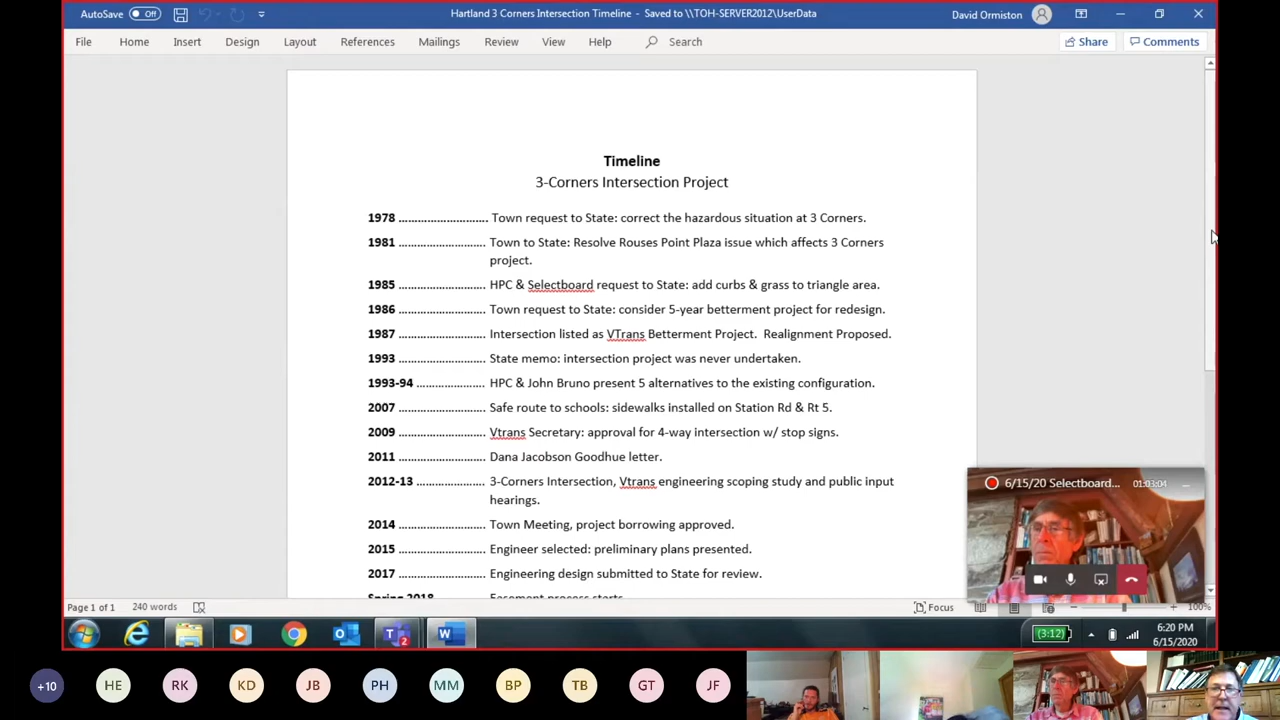 AutoSave Off
Hartland 3 Corners Intersection Timeline - Saved to \\TOH-SERVER2012\UserData
David Ormiston
File Home Insert Design Layout References Mailings Review View Help Search
Share Comments
Timeline
3-Corners Intersection Project
1978 ............................ Town request to State: correct the hazardous situation at 3 Corners.
1981 ........................... Town to State: Resolve Rouses Point Plaza issue which affects 3 Corners
project.
1985 ........................... HPC & Selectboard request to State: add curbs & grass to triangle area.
1986 ........................... Town request to State: consider 5-year betterment project for redesign.
1987 ........................... Intersection listed as VTrans Betterment Project. Realignment Proposed.
1993 ........................... State memo: intersection project was never undertaken.
1993-94 ..................... HPC & John Bruno present 5 alternatives to the existing configuration.
2007 ........................... Safe route to schools: sidewalks installed on Station Rd & Rt 5.
2009 ........................... Vtrans Secretary: approval for 4-way intersection w/ stop signs.
2011 ........................... Dana Jacobson Goodhue letter.
2012-13 ..................... 3-Corners Intersection, Vtrans engineering scoping study and public input
hearings.
2014 ........................... Town Meeting, project borrowing approved.
2015 ........................... Engineer selected: preliminary plans presented.
2017 ........................... Engineering design submitted to State for review.
Spring 2018 Easement process starts
6/15/20 Selectboard... 01:03:04
Page 1 of 1 240 words
Focus
100%
(3:12)
6:20 PM
6/15/2020
+10 HE RK KD JB PH MM BP TB GT JF